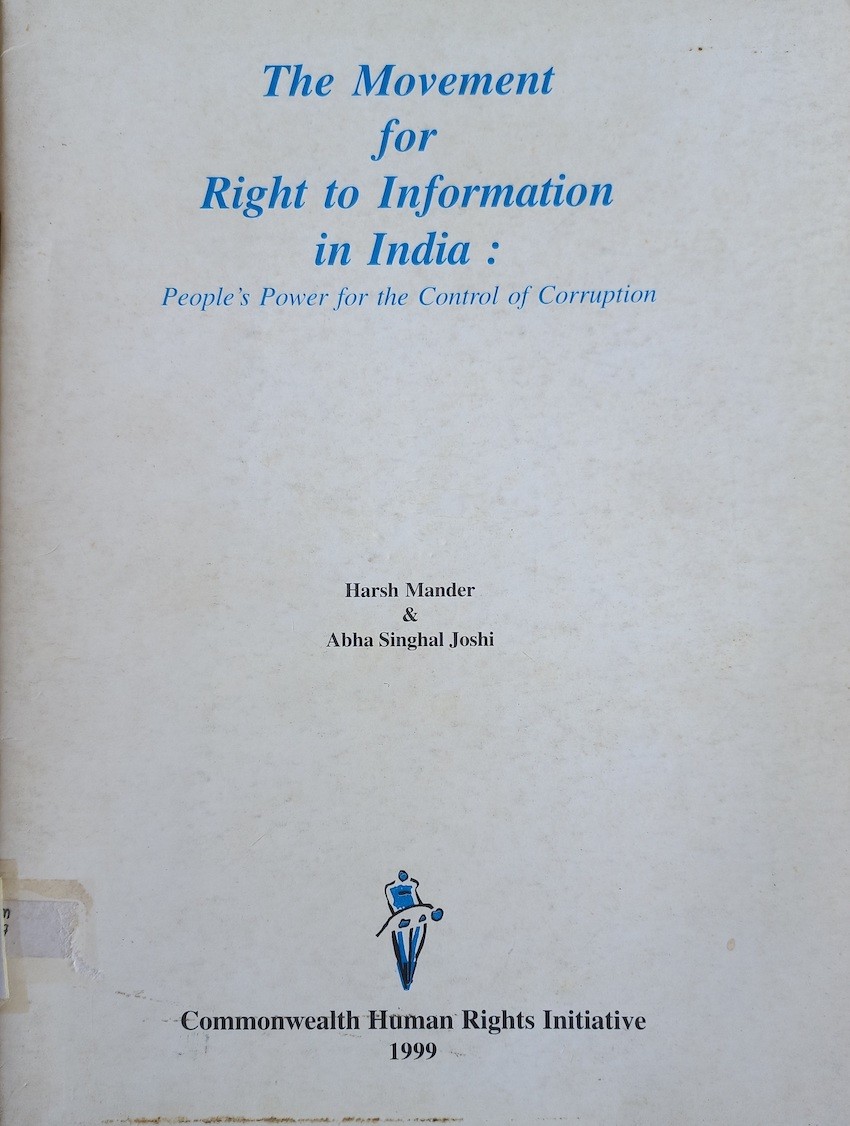 The Movement
for
Right to Information
in India :
People's Power for the Control of Corruption
Harsh Mander
&
Abha Singhal Joshi
Commonwealth Human Rights Initiative
1999